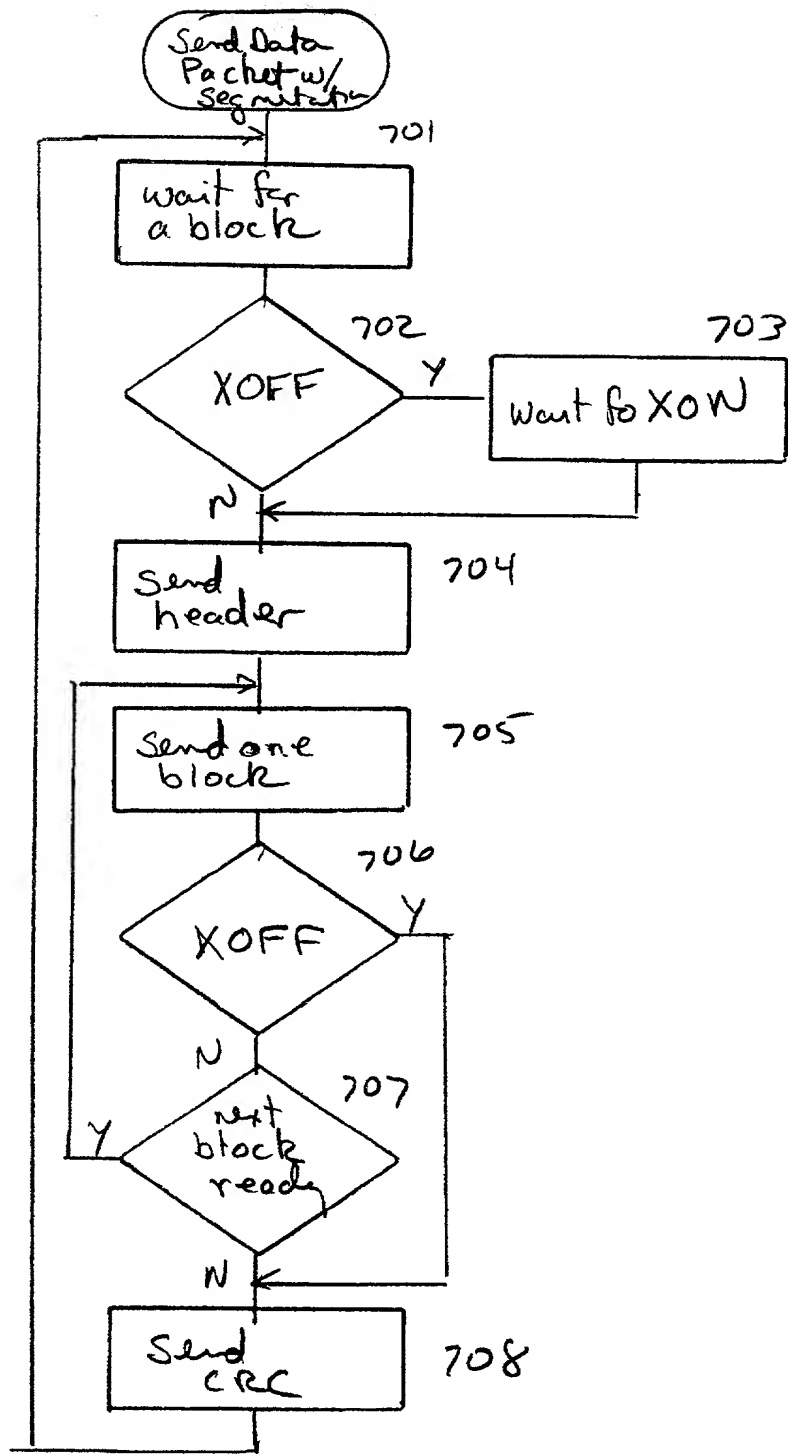 Send Data
Packet w/
Segmentation
701
wait for
a block
702
703
XOFF
Y
wait fo XON
N
704
Send
header
705
Send one
block
706
XOFF
Y
N
707
next
block
ready
Y
N
Send
CRC
708